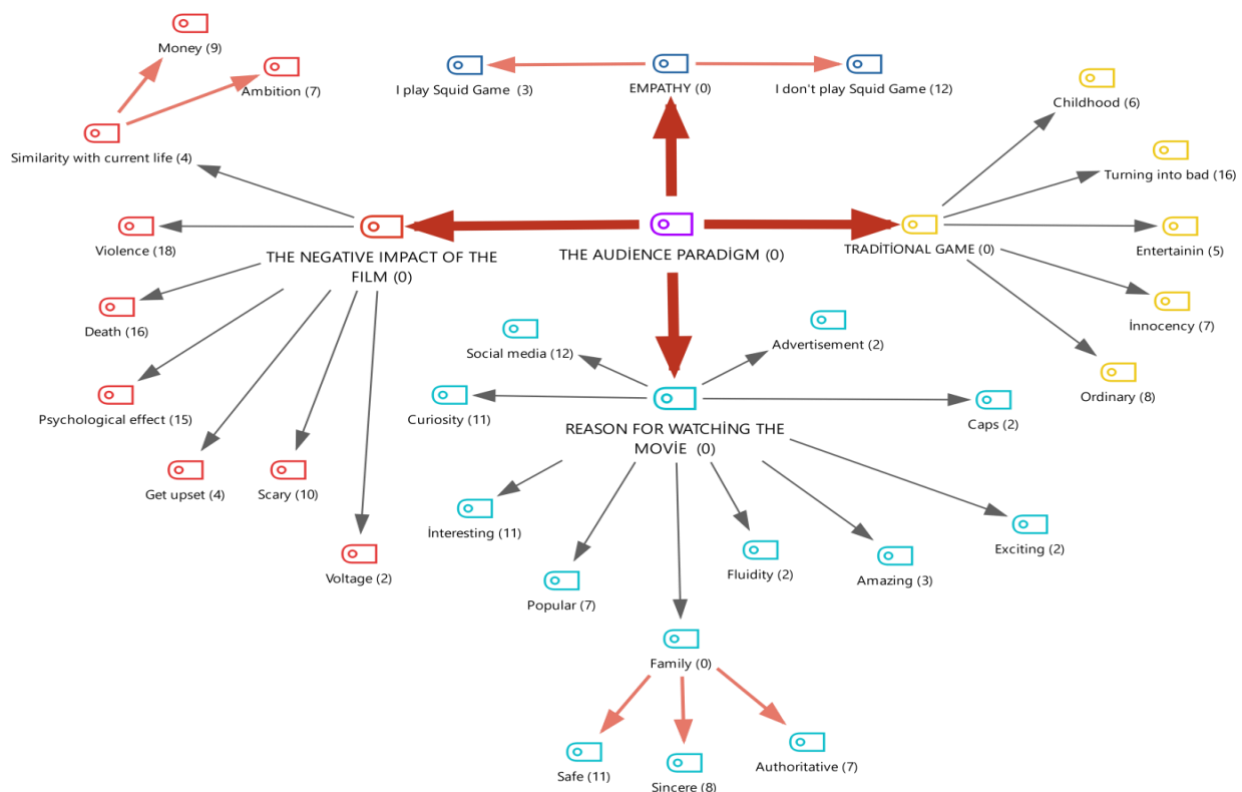 Money (9)
Ambition (7)
I play Squid Game (3)
EMPATHY (0)
I don't play Squid Game (12)
Childhood (6)
Similarity with current life (4)
Turning into bad (16)
Violence (18)
THE NEGATIVE IMPACT OF THE
FILM (0)
THE AUDİENCE PARADİGM (0)
TRADİTİONAL GAME (0)
Entertainin (5)
Death (16)
Social media (12)
Advertisement (2)
İnnocency (7)
Psychological effect (15)
Curiosity (11)
REASON FOR WATCHİNG THE
MOVİE (0)
Caps (2)
Ordinary (8)
Get upset (4)
Scary (10)
İnteresting (11)
Voltage (2)
Popular (7)
Fluidity (2)
Amazing (3)
Exciting (2)
Family (0)
Safe (11)
Sincere (8)
Authoritative (7)